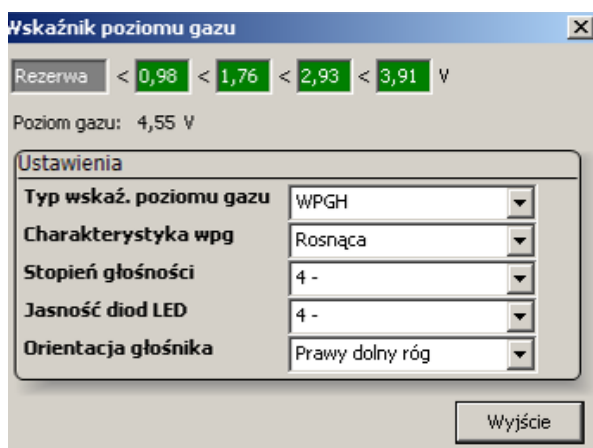 Wskaźnik poziomu gazu
Rezerwa < 0,98 < 1,76 < 2,93 < 3,91 V
Poziom gazu: 4,55 V
Ustawienia
Typ wskaź. poziomu gazu WPGH
Charakterystyka wpg Rosnąca
Stopień głośności 4 -
Jasność diod LED 4 -
Orientacja głośnika Prawy dolny róg
Wyjście